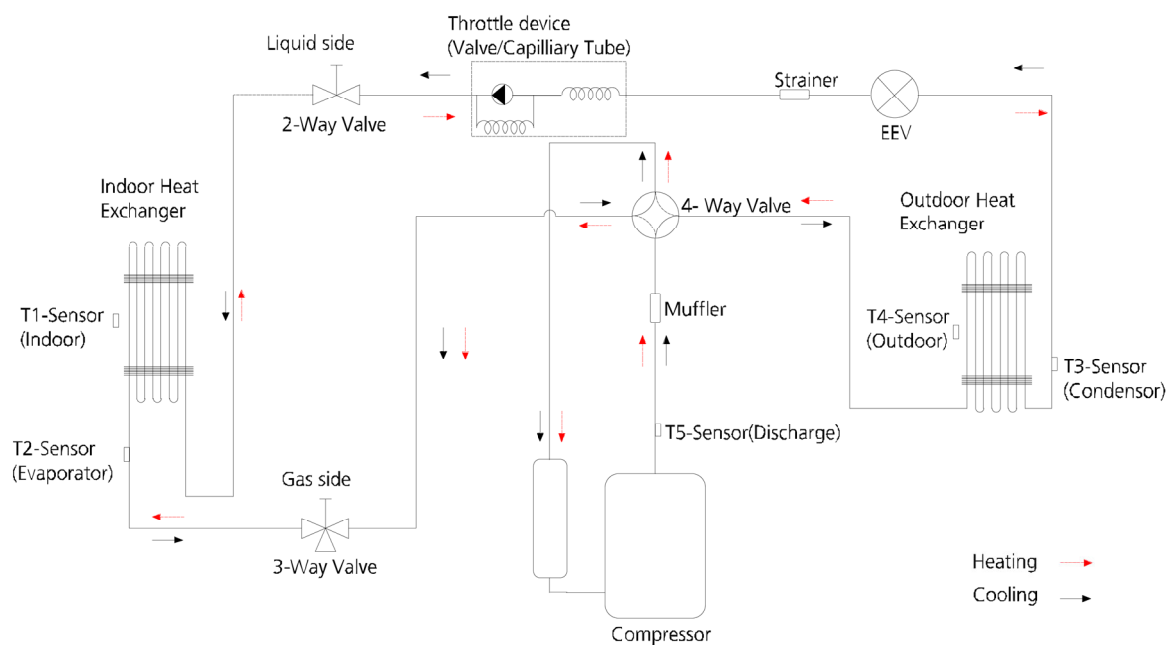 Throttle device
(Valve/Capilliary Tube)
Liquid side
2-Way Valve
Strainer
EEV
Indoor Heat
Exchanger
4- Way Valve
Outdoor Heat
Exchanger
T1-Sensor
(Indoor)
Muffler
T4-Sensor
(Outdoor)
T3-Sensor
(Condensor)
T2-Sensor
(Evaporator)
T5-Sensor(Discharge)
Gas side
3-Way Valve
Compressor
Heating
Cooling